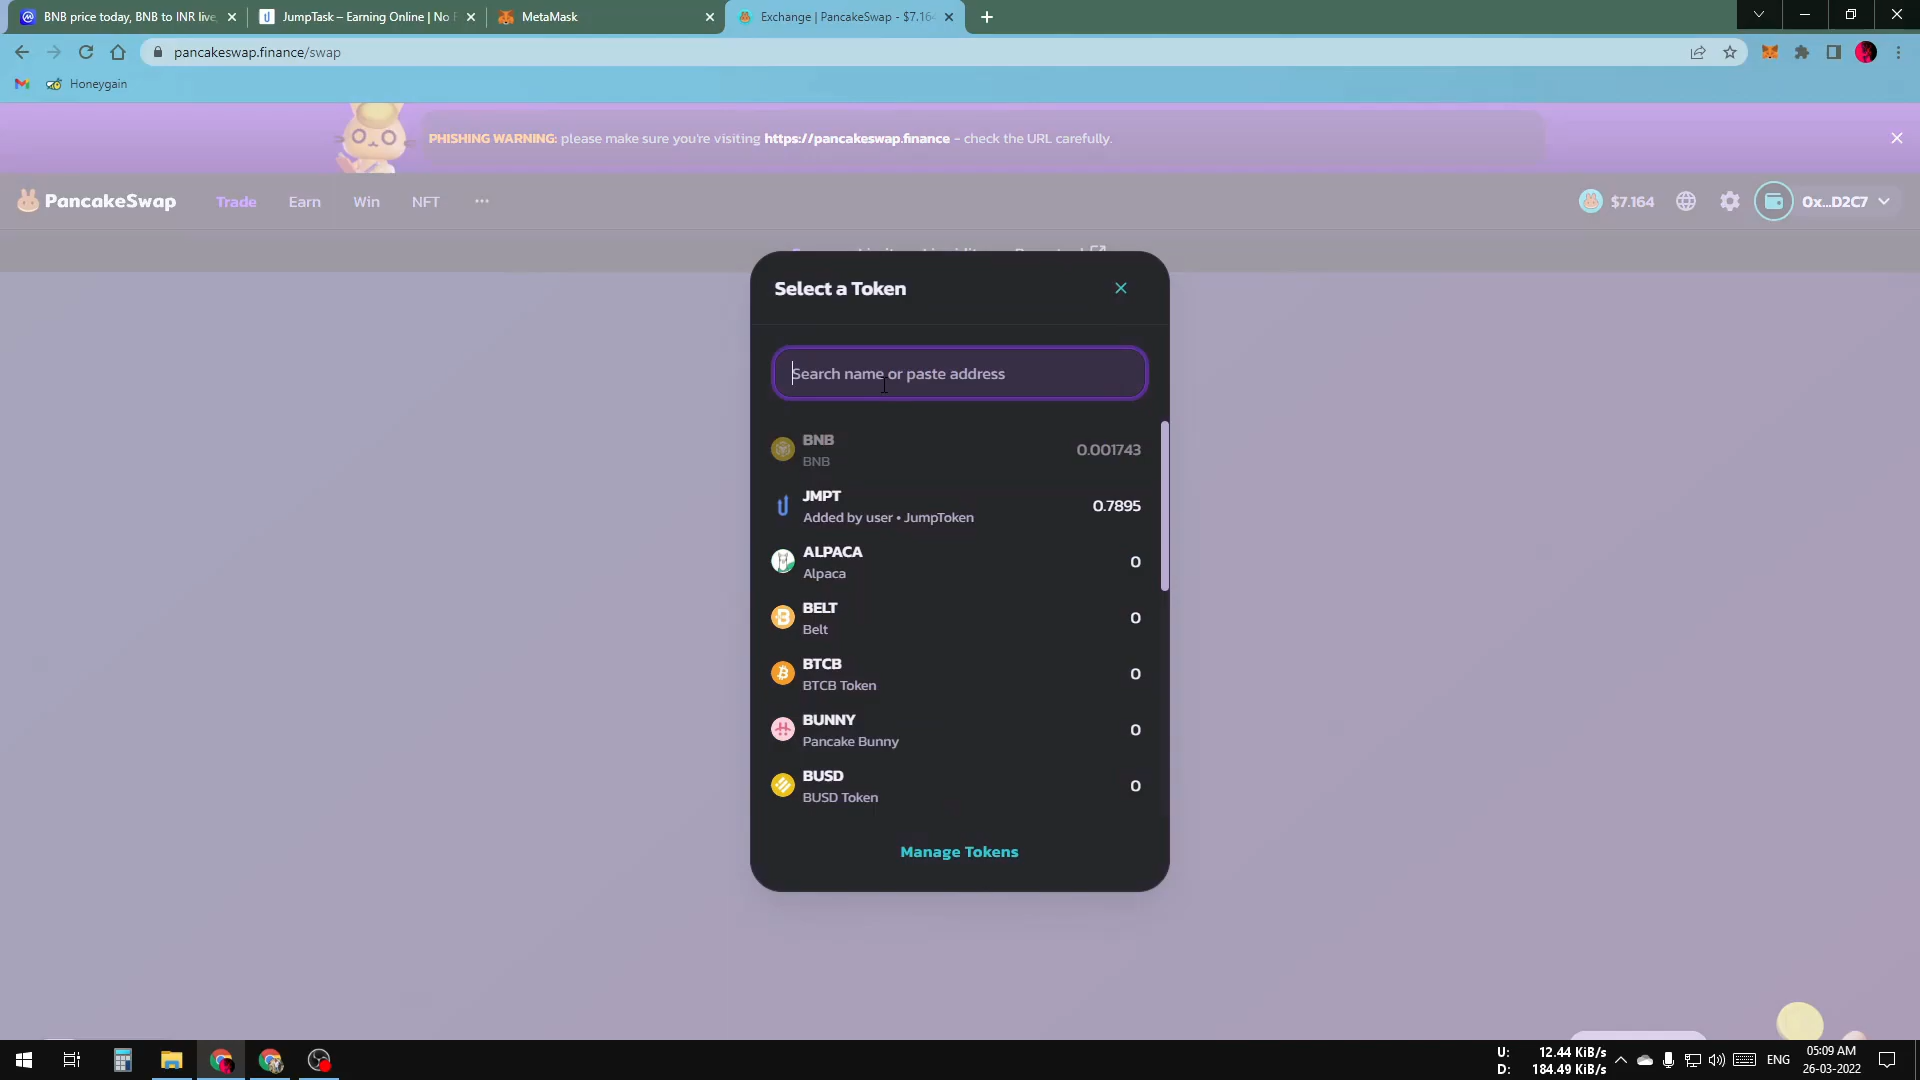 BNB price today, BNB to INR live,
JumpTask – Earning Online | No
MetaMask
Exchange | PancakeSwap - $7.16
pancakeswap.finance/swap
Honeygain
PHISHING WARNING: please make sure you're visiting https://pancakeswap.finance - check the URL carefully.
PancakeSwap
Trade
Earn
Win
NFT
$7.164
0x...D2C7
Select a Token
Search name or paste address
BNB
BNB
0.001743
JMPT
Added by user • JumpToken
0.7895
ALPACA
Alpaca
0
BELT
Belt
0
BTCB
BTCB Token
0
BUNNY
Pancake Bunny
0
BUSD
BUSD Token
0
Manage Tokens
U: 12.44 KiB/s
D: 184.49 KiB/s
ENG
05:09 AM
26-03-2022